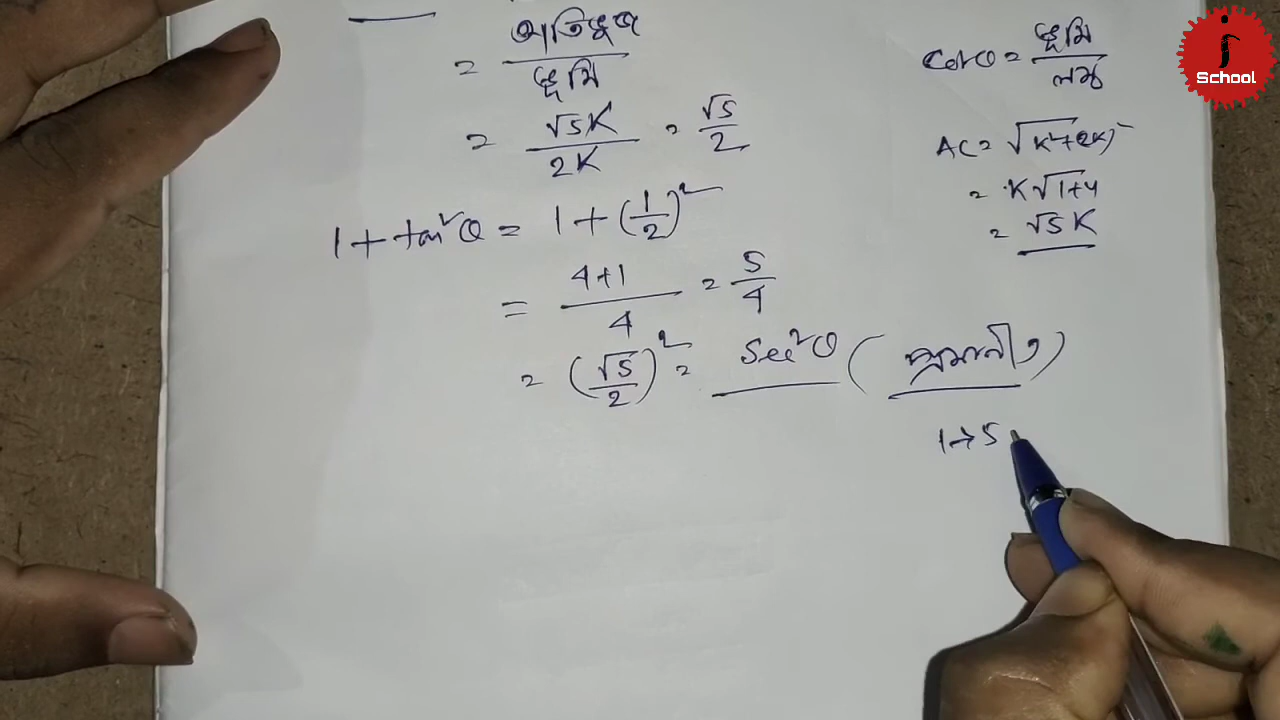 = অতিভুজ / ভূমি
= √5K / 2K = √5 / 2
1 + tan²θ = 1 + (1/2)²
= 4+1 / 4 = 5 / 4
= (√5 / 2)² = Sec²θ (প্রমানীত)
1→5
Cotθ = ভূমি / লম্ব
AC = √K²+(2K)²
= K√1+4
= √5 K
i
School